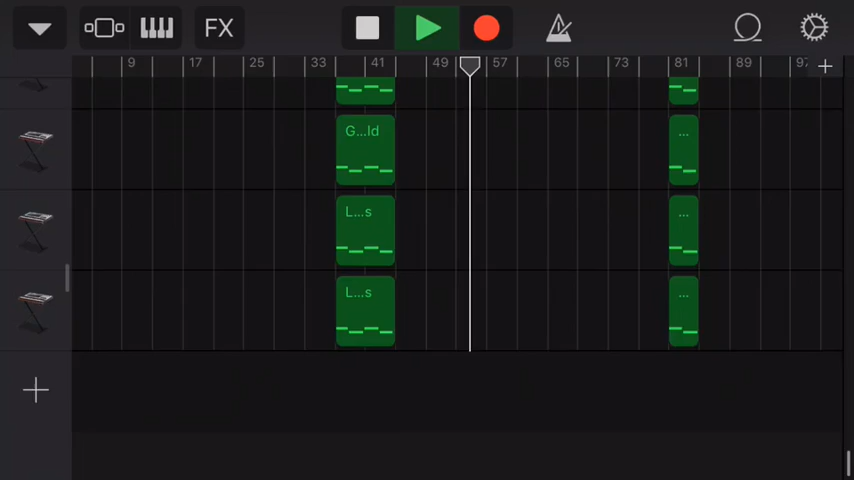 FX
9 17 25 33 41 49 57 65 73 81 89 97
G...ld ...
L...s ...
L...s ...